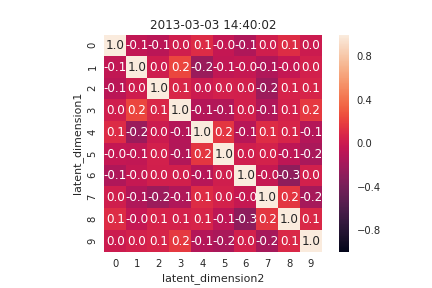 2013-03-03 14:40:02
latent_dimension1
0 1.0 -0.1 -0.1 0.0 0.1 -0.0 -0.1 0.0 0.1 0.0
1 -0.1 1.0 0.0 0.2 -0.2 -0.1 -0.0 -0.1 -0.0 0.0
2 -0.1 0.0 1.0 0.1 0.0 0.0 0.0 -0.2 0.1 0.1
3 0.0 0.2 0.1 1.0 -0.1 -0.1 0.0 -0.1 0.1 0.2
4 0.1 -0.2 0.0 -0.1 1.0 0.2 -0.1 0.1 0.1 -0.1
5 -0.0 -0.1 0.0 -0.1 0.2 1.0 0.0 0.0 -0.1 -0.2
6 -0.1 -0.0 0.0 0.0 -0.1 0.0 1.0 -0.0 -0.3 0.0
7 0.0 -0.1 -0.2 -0.1 0.1 0.0 -0.0 1.0 0.2 -0.2
8 0.1 -0.0 0.1 0.1 0.1 -0.1 -0.3 0.2 1.0 0.1
9 0.0 0.0 0.1 0.2 -0.1 -0.2 0.0 -0.2 0.1 1.0
0 1 2 3 4 5 6 7 8 9
latent_dimension2
0.8
0.4
0.0
-0.4
-0.8